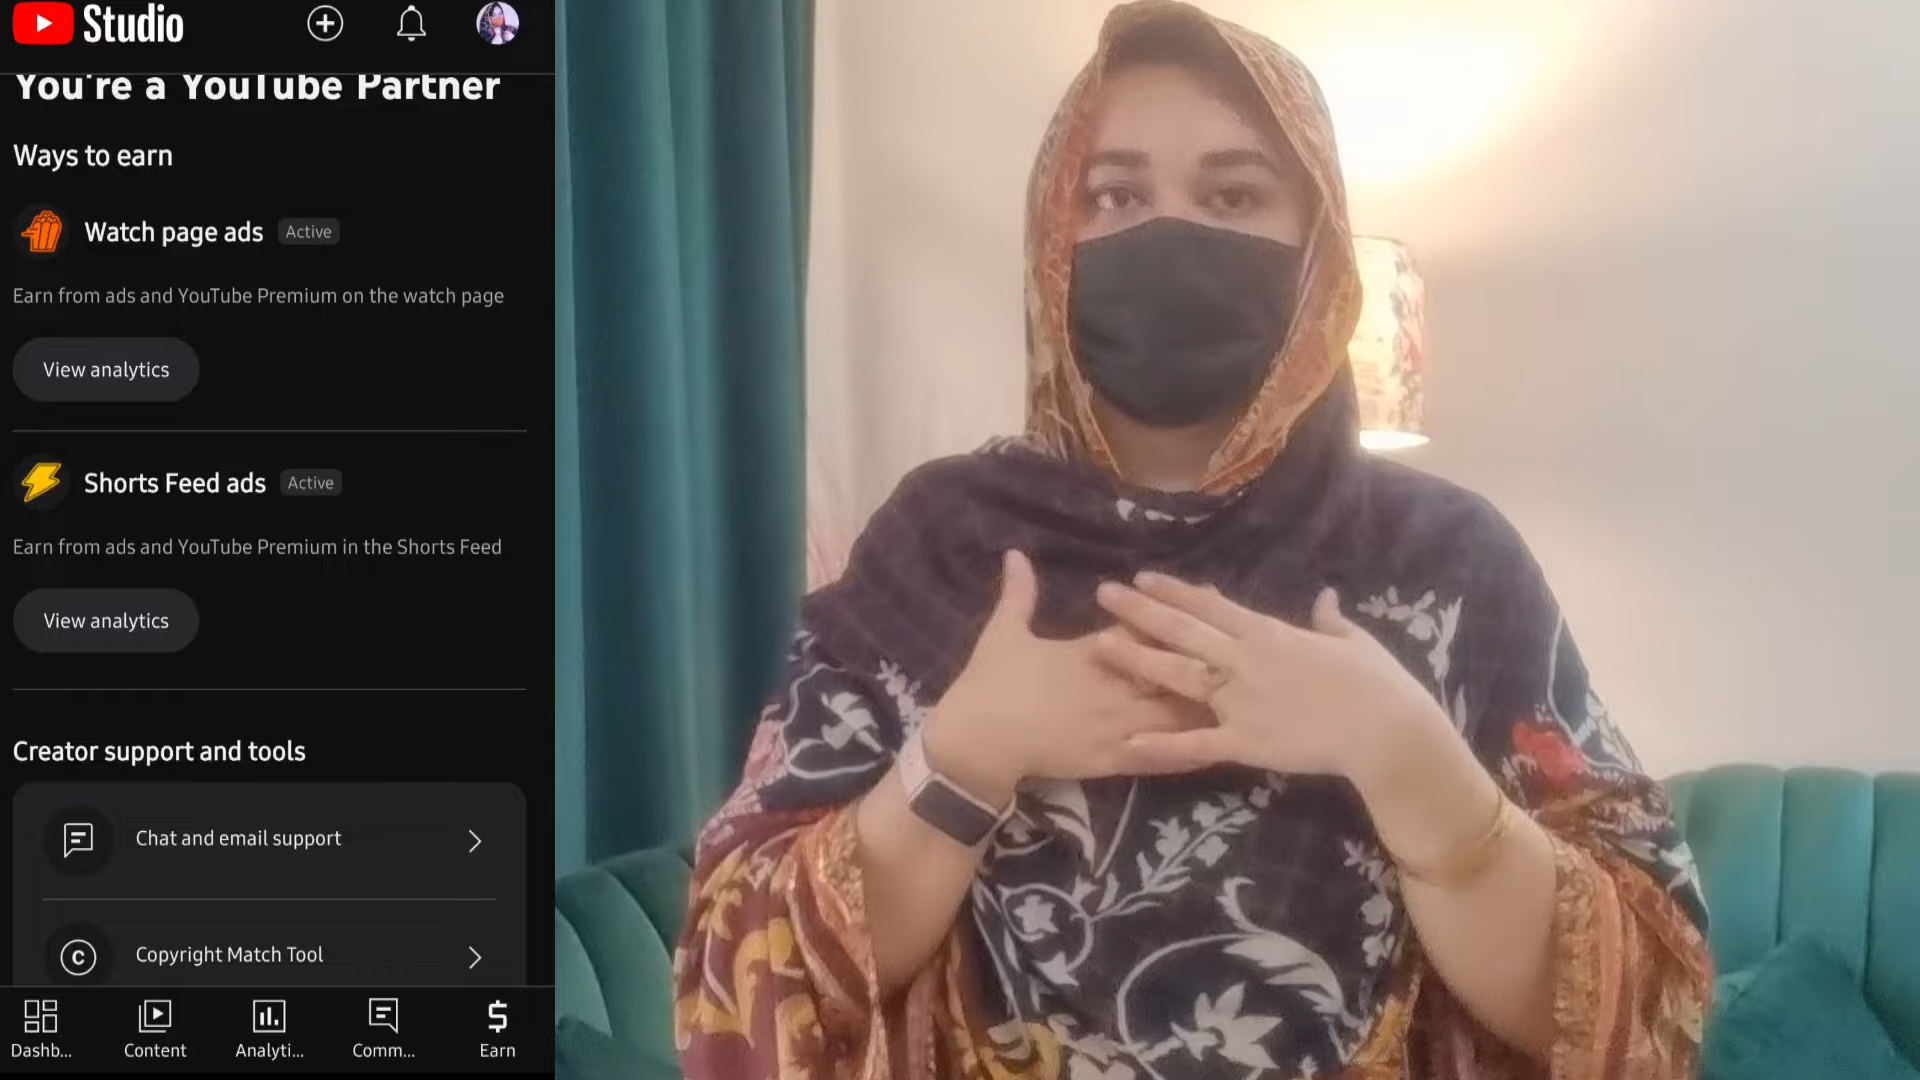 Studio
You're a YouTube Partner
Ways to earn
Watch page ads Active
Earn from ads and YouTube Premium on the watch page
View analytics
Shorts Feed ads Active
Earn from ads and YouTube Premium in the Shorts Feed
View analytics
Creator support and tools
Chat and email support
Copyright Match Tool
Dashb... Content Analyti... Comm... Earn